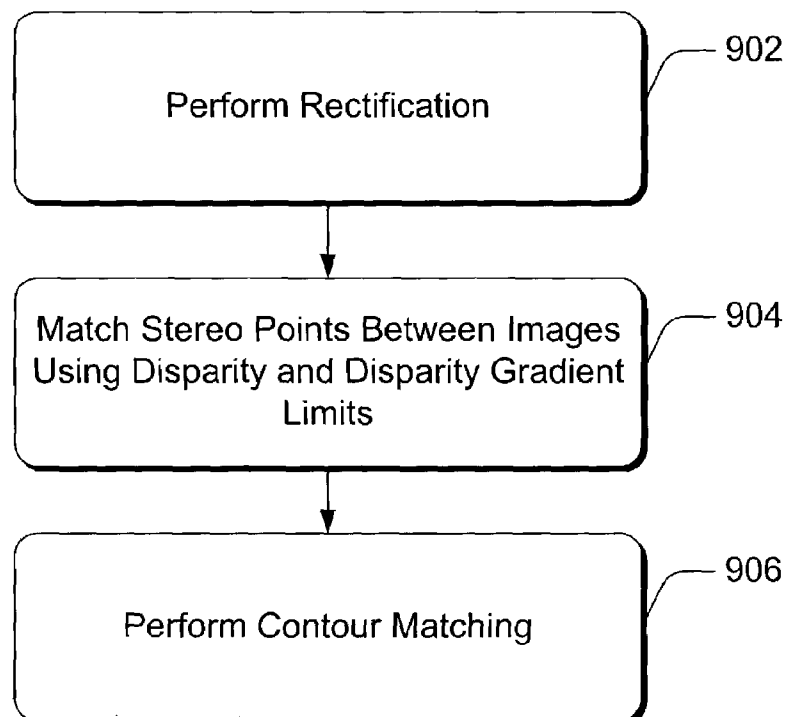 902
Perform Rectification
904
Match Stereo Points Between Images
Using Disparity and Disparity Gradient
Limits
906
Perform Contour Matching